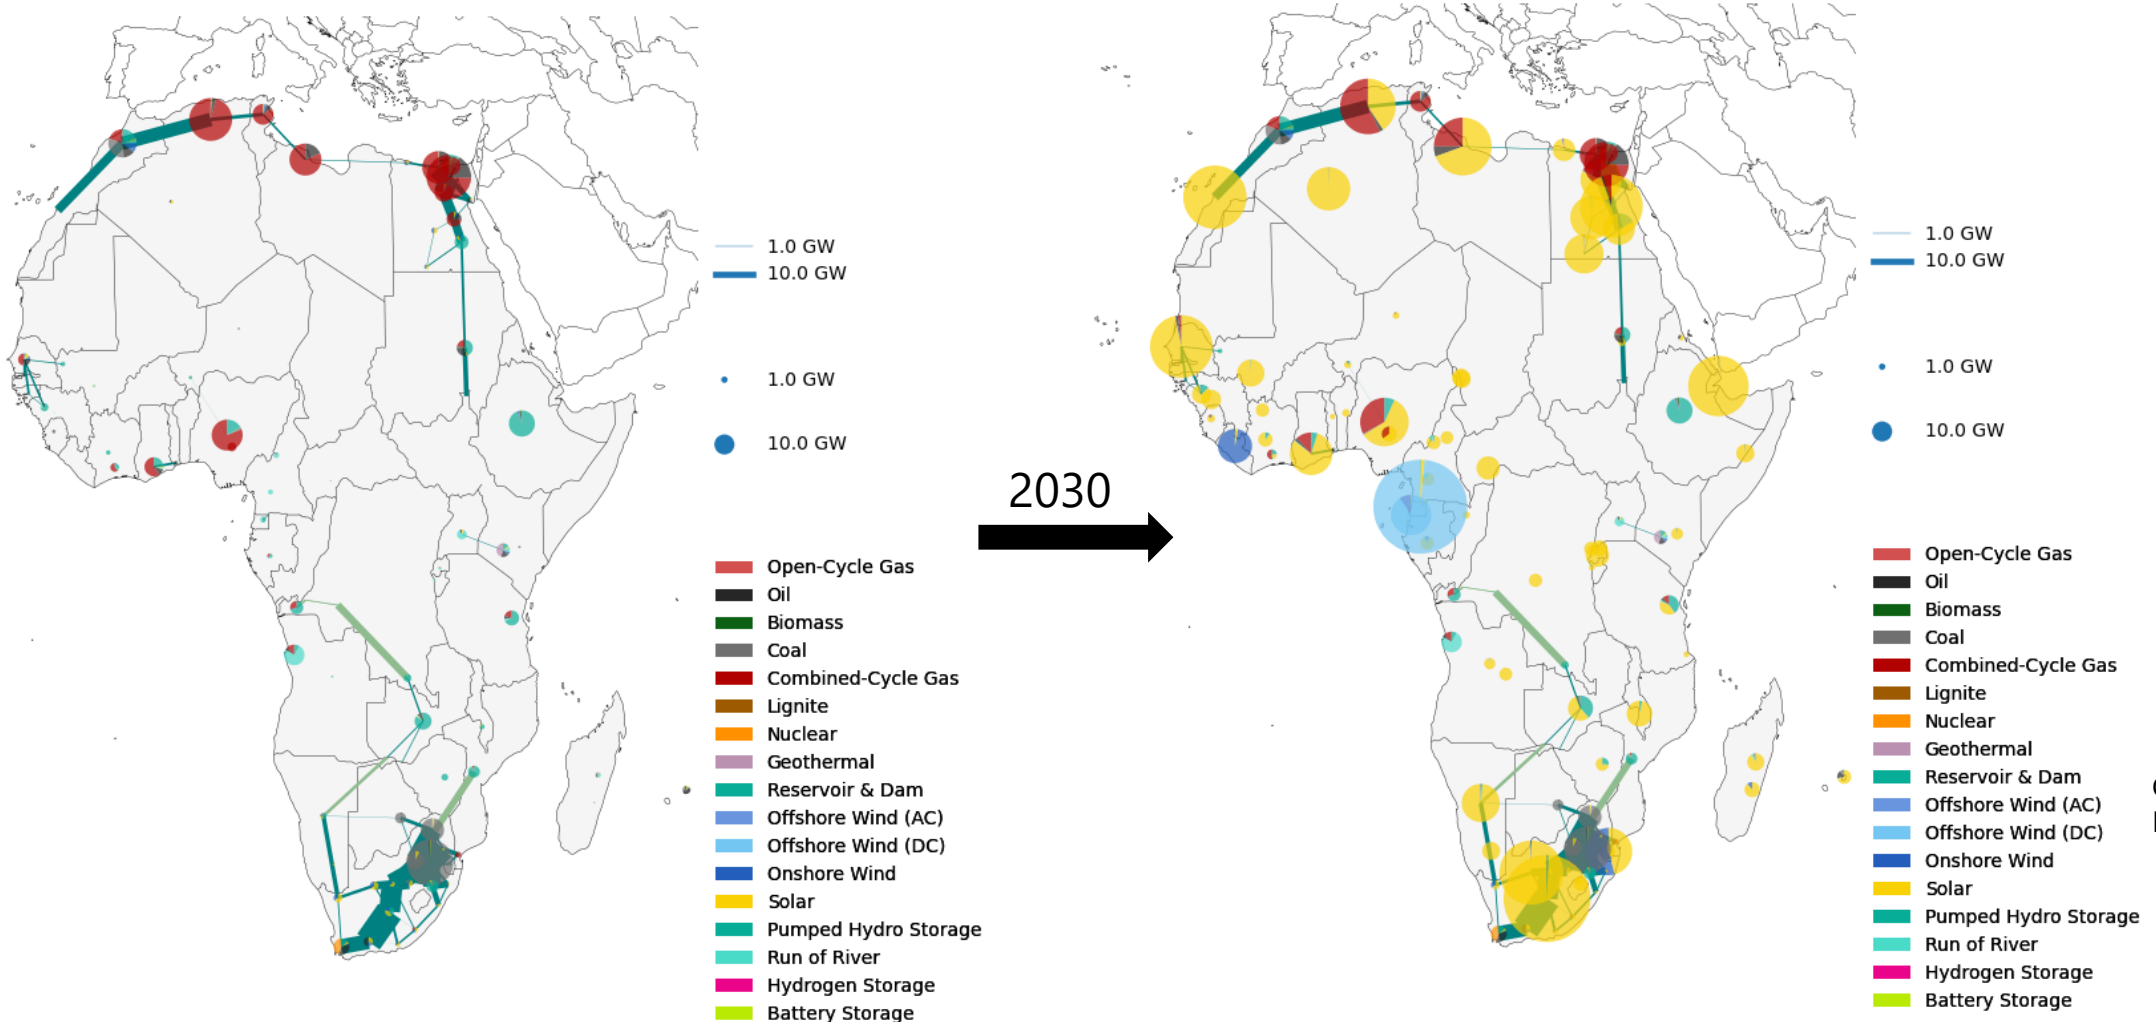 1.0 GW
10.0 GW
1.0 GW
10.0 GW
Open-Cycle Gas
Oil
Biomass
Coal
Combined-Cycle Gas
Lignite
Nuclear
Geothermal
Reservoir & Dam
Offshore Wind (AC)
Offshore Wind (DC)
Onshore Wind
Solar
Pumped Hydro Storage
Run of River
Hydrogen Storage
Battery Storage
2030
1.0 GW
10.0 GW
1.0 GW
10.0 GW
Open-Cycle Gas
Oil
Biomass
Coal
Combined-Cycle Gas
Lignite
Nuclear
Geothermal
Reservoir & Dam
Offshore Wind (AC)
Offshore Wind (DC)
Onshore Wind
Solar
Pumped Hydro Storage
Run of River
Hydrogen Storage
Battery Storage